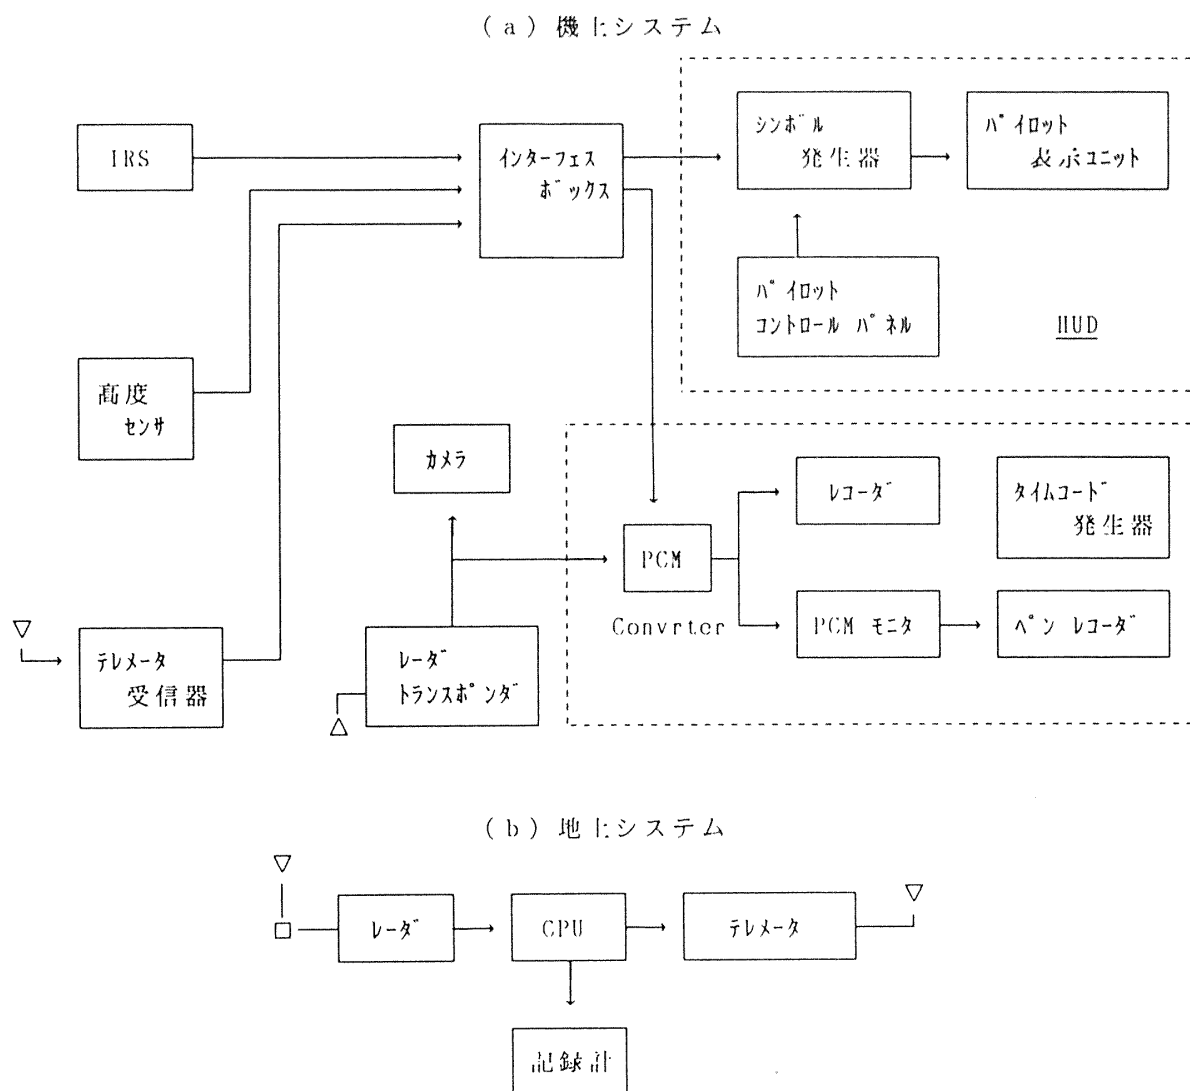 (a) 機上システム
IRS
インターフェス
ボックス
シンボル
発生器
パイロット
表示ユニット
パイロット
コントロール パネル
HUD
高度
センサ
カメラ
レコーダ
タイムコード
発生器
PCM
Convrter
PCM モニタ
ペン レコーダ
テレメータ
受信器
レーダ
トランスポンダ
(b) 地上システム
レーダ
CPU
テレメータ
記録計